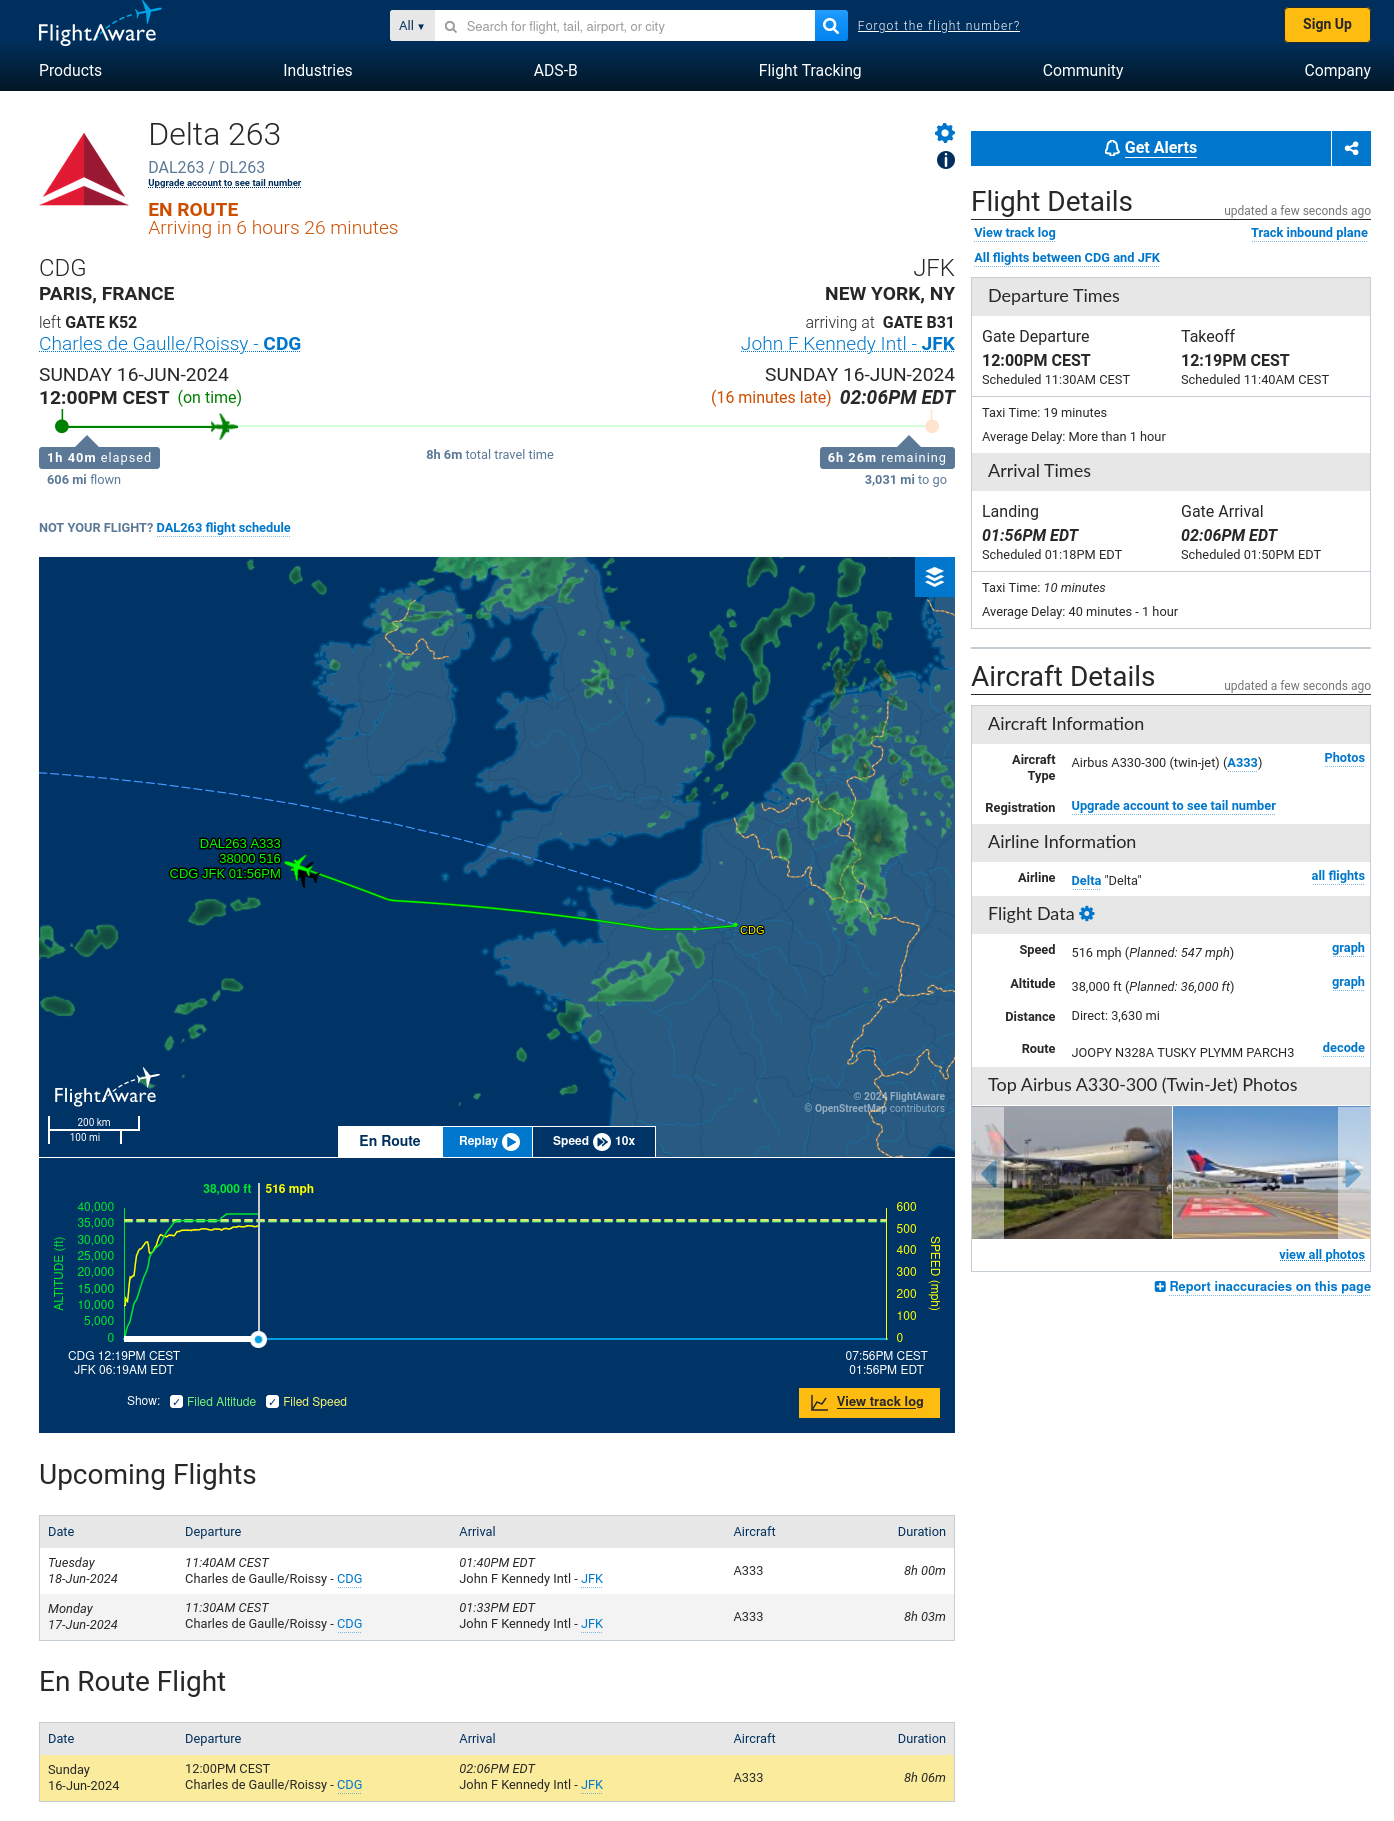 FlightAware
All ▾
Search for flight, tail, airport, or city
Forgot the flight number?
Sign Up
Products
Industries
ADS-B
Flight Tracking
Community
Company
Delta 263
DAL263 / DL263
Upgrade account to see tail number
EN ROUTE
Arriving in 6 hours 26 minutes
CDG
PARIS, FRANCE
left GATE K52
Charles de Gaulle/Roissy - CDG
SUNDAY 16-JUN-2024
12:00PM CEST (on time)
JFK
NEW YORK, NY
arriving at GATE B31
John F Kennedy Intl - JFK
SUNDAY 16-JUN-2024
(16 minutes late) 02:06PM EDT
1h 40m elapsed
606 mi flown
8h 6m total travel time
6h 26m remaining
3,031 mi to go
NOT YOUR FLIGHT? DAL263 flight schedule
DAL263 A333
38000 516
CDG JFK 01:56PM
CDG
FlightAware
200 km
100 mi
© 2024 FlightAware
© OpenStreetMap contributors
En Route
Replay
Speed 10x
38,000 ft 516 mph
ALTITUDE (ft)
40,000
35,000
30,000
25,000
20,000
15,000
10,000
5,000
0
600
500
400
300
200
100
0
SPEED (mph)
CDG 12:19PM CEST
JFK 06:19AM EDT
07:56PM CEST
01:56PM EDT
Show: ✓ Filed Altitude ✓ Filed Speed
View track log
Upcoming Flights
Date Departure Arrival Aircraft Duration
Tuesday 11:40AM CEST 01:40PM EDT
18-Jun-2024 Charles de Gaulle/Roissy - CDG John F Kennedy Intl - JFK A333 8h 00m
Monday 11:30AM CEST 01:33PM EDT
17-Jun-2024 Charles de Gaulle/Roissy - CDG John F Kennedy Intl - JFK A333 8h 03m
En Route Flight
Date Departure Arrival Aircraft Duration
Sunday 12:00PM CEST 02:06PM EDT
16-Jun-2024 Charles de Gaulle/Roissy - CDG John F Kennedy Intl - JFK A333 8h 06m
Get Alerts
Flight Details
updated a few seconds ago
View track log
Track inbound plane
All flights between CDG and JFK
Departure Times
Gate Departure Takeoff
12:00PM CEST 12:19PM CEST
Scheduled 11:30AM CEST Scheduled 11:40AM CEST
Taxi Time: 19 minutes
Average Delay: More than 1 hour
Arrival Times
Landing Gate Arrival
01:56PM EDT 02:06PM EDT
Scheduled 01:18PM EDT Scheduled 01:50PM EDT
Taxi Time: 10 minutes
Average Delay: 40 minutes - 1 hour
Aircraft Details
updated a few seconds ago
Aircraft Information
Aircraft Type Airbus A330-300 (twin-jet) (A333) Photos
Registration Upgrade account to see tail number
Airline Information
Airline Delta "Delta" all flights
Flight Data
Speed 516 mph (Planned: 547 mph) graph
Altitude 38,000 ft (Planned: 36,000 ft) graph
Distance Direct: 3,630 mi
Route JOOPY N328A TUSKY PLYMM PARCH3 decode
Top Airbus A330-300 (Twin-Jet) Photos
view all photos
Report inaccuracies on this page